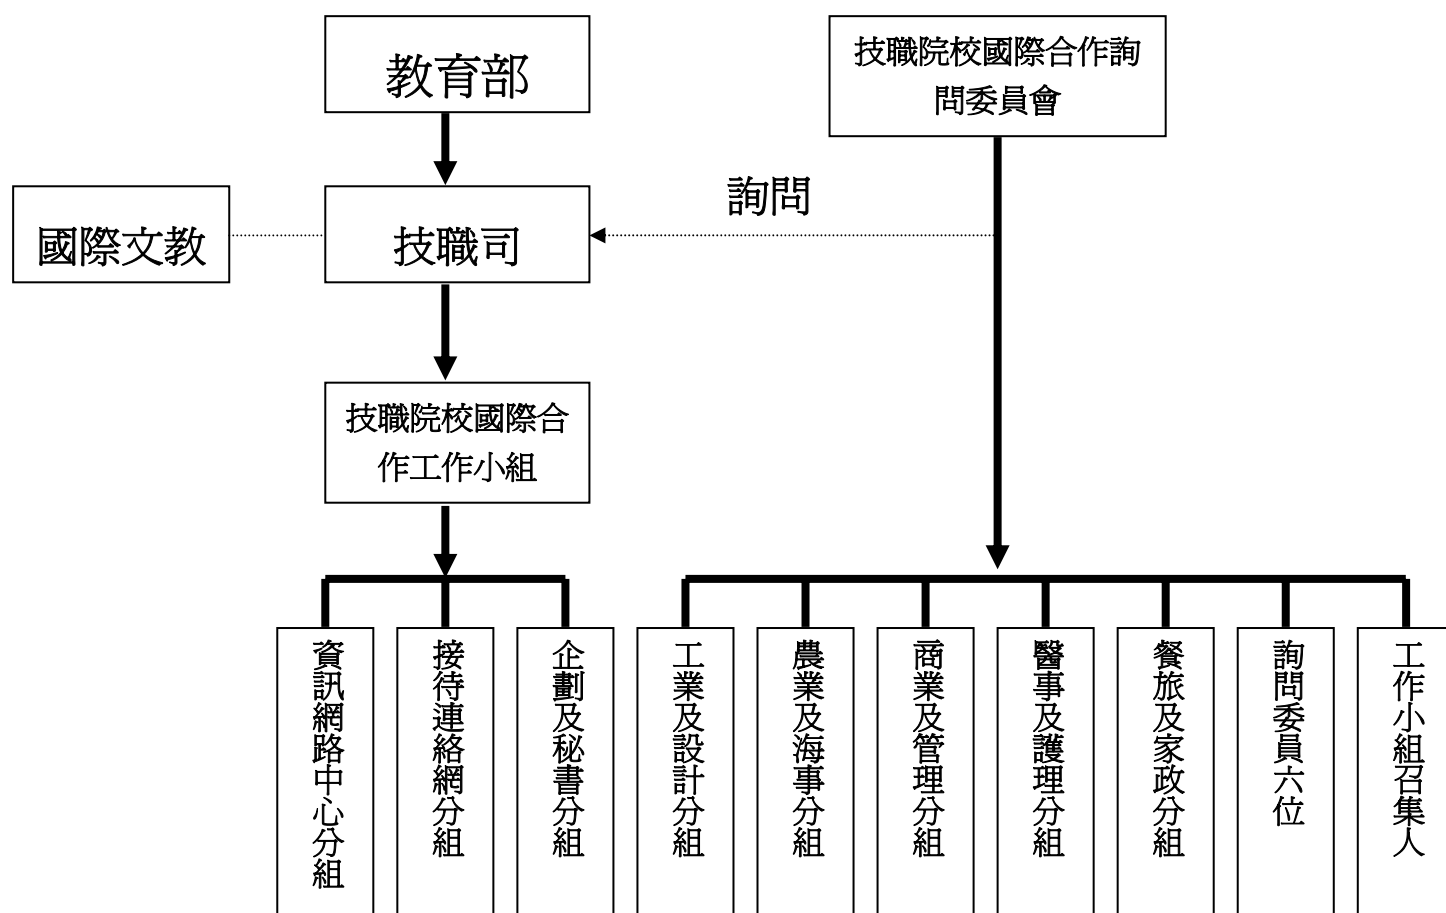 教育部
技職院校國際合作詢
問委員會
詢問
國際文教
技職司
技職院校國際合
作工作小組
資訊網路中心分組
接待連絡網分組
企劃及秘書分組
工業及設計分組
農業及海事分組
商業及管理分組
醫事及護理分組
餐旅及家政分組
詢問委員六位
工作小組召集人